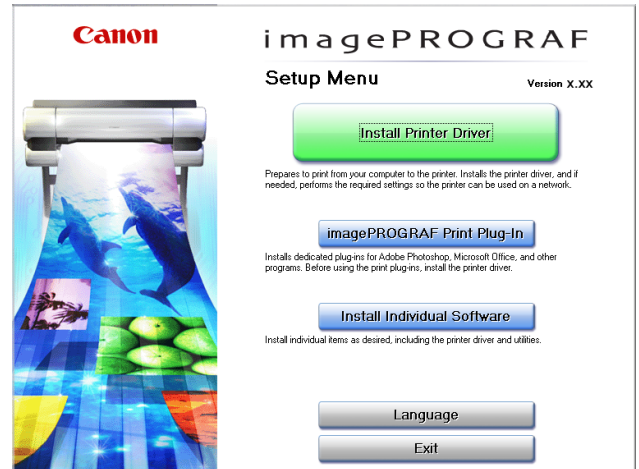 Canon
imagePROGRAF
Setup Menu
Version X.XX
Install Printer Driver
Prepares to print from your computer to the printer. Installs the printer driver, and if
needed, performs the required settings so the printer can be used on a network.
imagePROGRAF Print Plug-In
Installs dedicated plug-ins for Adobe Photoshop, Microsoft Office, and other
programs. Before using the print plug-ins, install the printer driver.
Install Individual Software
Install individual items as desired, including the printer driver and utilities.
Language
Exit